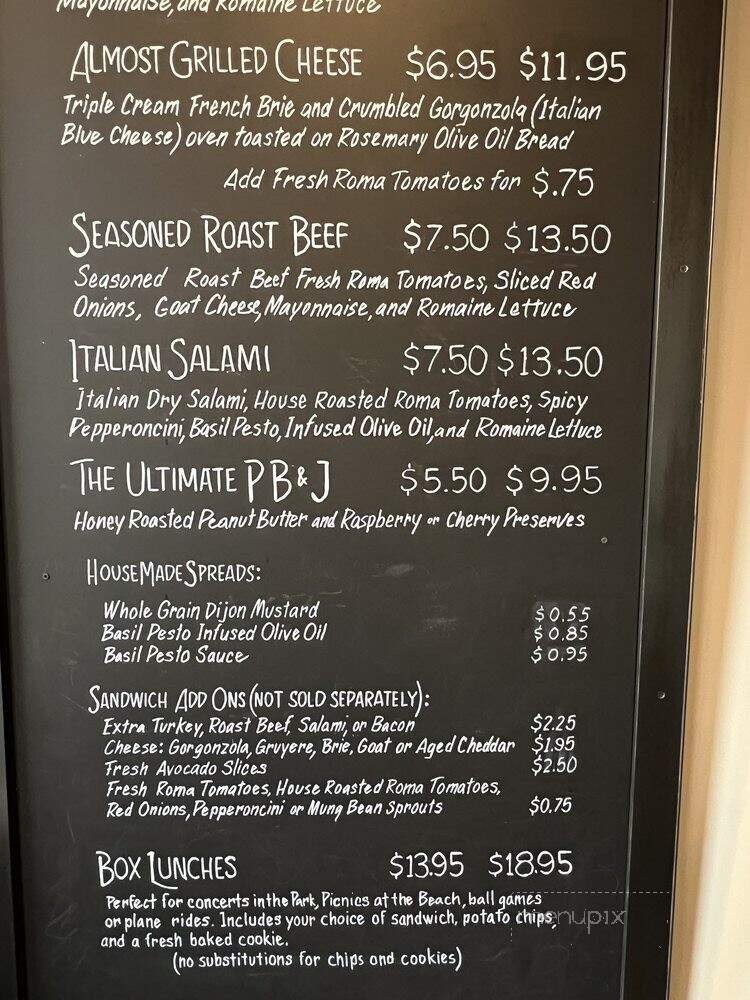 Mayonnaise, and Romaine Lettuce
ALMOST GRILLED CHEESE $6.95 $11.95
Triple Cream French Brie and Crumbled Gorgonzola (Italian
Blue Cheese) oven toasted on Rosemary Olive Oil Bread
Add Fresh Roma Tomatoes for $.75
SEASONED ROAST BEEF $7.50 $13.50
Seasoned Roast Beef Fresh Roma Tomatoes, Sliced Red
Onions, Goat Cheese, Mayonnaise, and Romaine Lettuce
ITALIAN SALAMI $7.50 $13.50
Italian Dry Salami, House Roasted Roma Tomatoes, Spicy
Pepperoncini, Basil Pesto, Infused Olive Oil, and Romaine Lettuce
THE ULTIMATE PB&J $5.50 $9.95
Honey Roasted Peanut Butter and Raspberry or Cherry Preserves
HOUSE MADE SPREADS:
Whole Grain Dijon Mustard $0.55
Basil Pesto Infused Olive Oil $0.85
Basil Pesto Sauce $0.95
SANDWICH ADD ONS (NOT SOLD SEPARATELY):
Extra Turkey, Roast Beef, Salami, or Bacon $2.25
Cheese: Gorgonzola, Gruyere, Brie, Goat or Aged Cheddar $1.95
Fresh Avocado Slices $2.50
Fresh Roma Tomatoes, House Roasted Roma Tomatoes,
Red Onions, Pepperoncini or Mung Bean Sprouts $0.75
BOX LUNCHES $13.95 $18.95
Perfect for concerts in the Park, Picnics at the Beach, ball games
or plane rides. Includes your choice of sandwich, potato chips,
and a fresh baked cookie.
(no substitutions for chips and cookies)
menupix